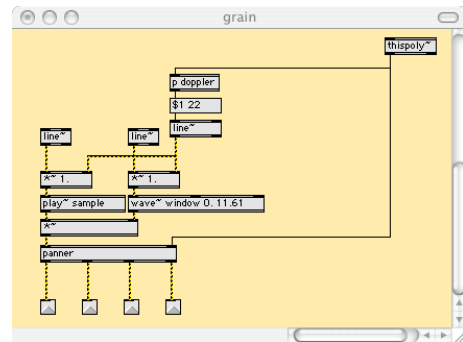 grain
thispoly~
p doppler
$1 22
line~ line~ line~
*~ 1. *~ 1.
play~ sample wave~ window 0. 11.61
*~
panner